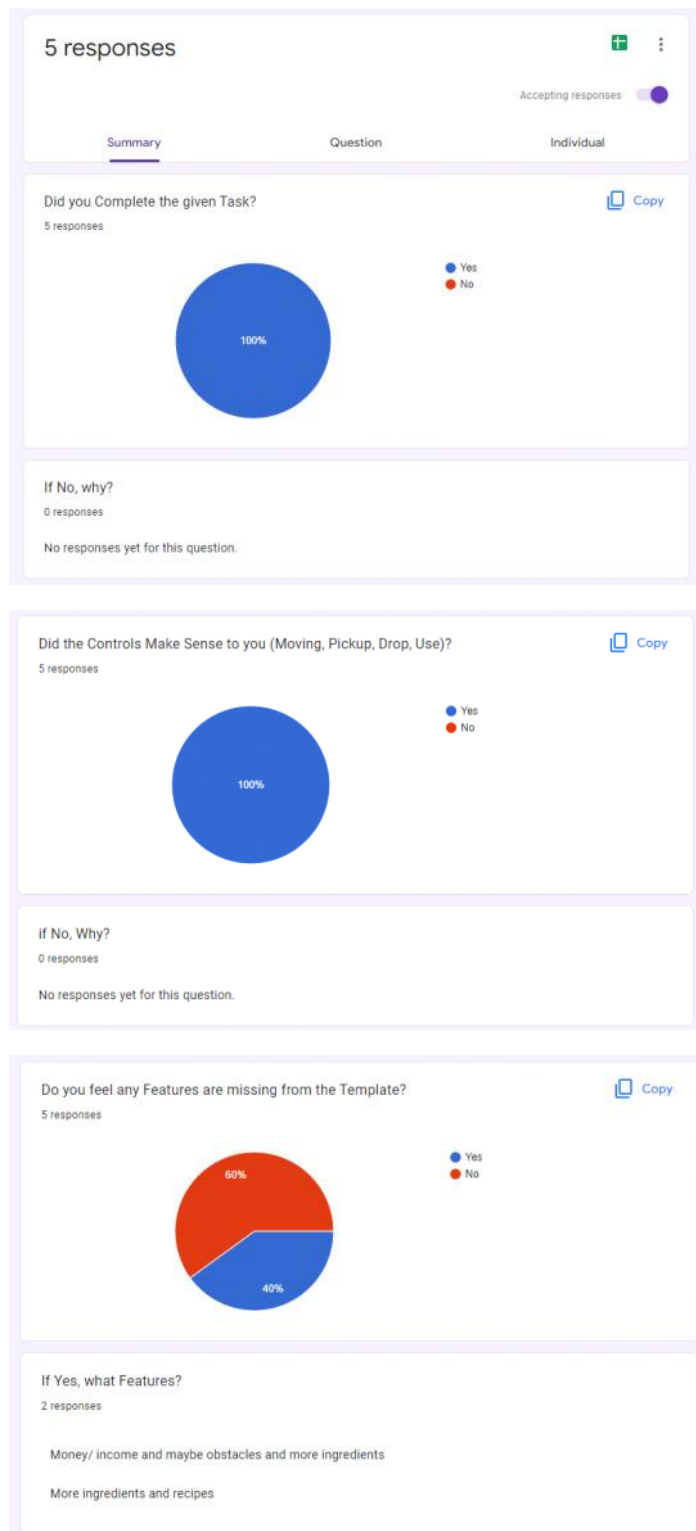 5 responses
Accepting responses
Summary Question Individual
Did you Complete the given Task?
Copy
5 responses
Yes
No
100%
If No, why?
0 responses
No responses yet for this question.
Did the Controls Make Sense to you (Moving, Pickup, Drop, Use)?
Copy
5 responses
Yes
No
100%
if No, Why?
0 responses
No responses yet for this question.
Do you feel any Features are missing from the Template?
Copy
5 responses
Yes
No
60%
40%
If Yes, what Features?
2 responses
Money/ income and maybe obstacles and more ingredients
More ingredients and recipes